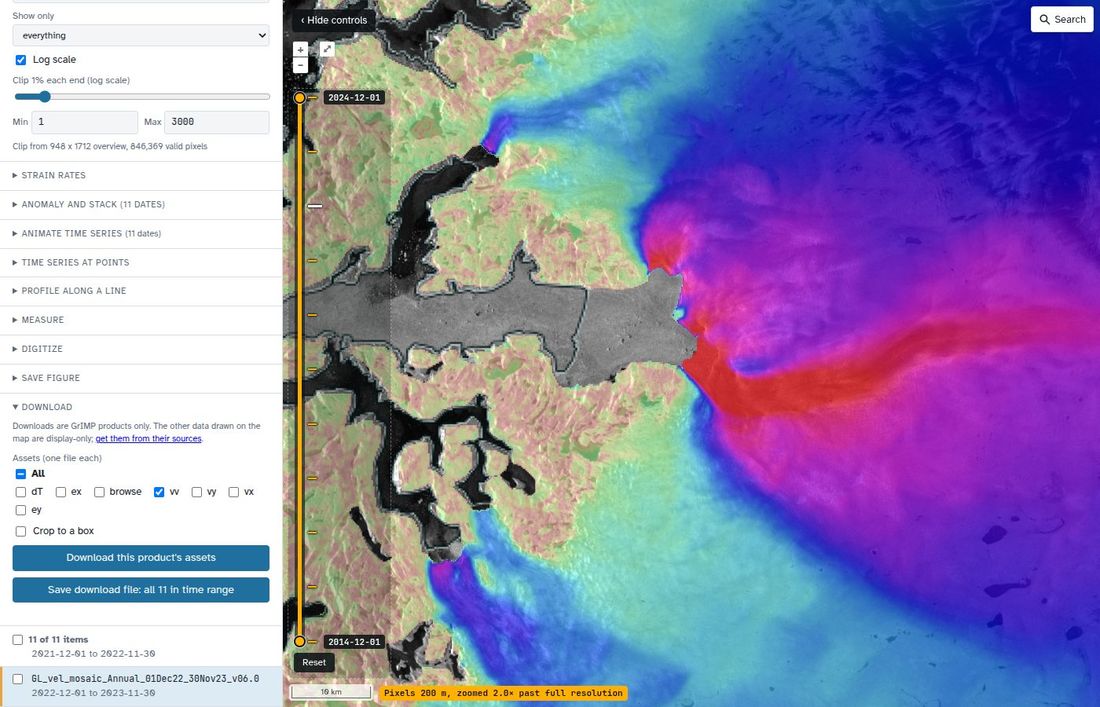 Show only
everything
Log scale
Clip 1% each end (log scale)
Min 1 Max 3000
Clip from 948 x 1712 overview, 846,369 valid pixels
STRAIN RATES
ANOMALY AND STACK (11 DATES)
ANIMATE TIME SERIES (11 dates)
TIME SERIES AT POINTS
PROFILE ALONG A LINE
MEASURE
DIGITIZE
SAVE FIGURE
DOWNLOAD
Downloads are GrIMP products only. The other data drawn on the
map are display-only; get them from their sources.
Assets (one file each)
All
dT ex browse vv vy vx
ey
Crop to a box
Download this product's assets
Save download file: all 11 in time range
11 of 11 items
2021-12-01 to 2022-11-30
GL_vel_mosaic_Annual_01Dec22_30Nov23_v06.0
2022-12-01 to 2023-11-30
‹ Hide controls
+
−
2024-12-01
2014-12-01
Reset
10 km
Pixels 200 m, zoomed 2.0× past full resolution
Search